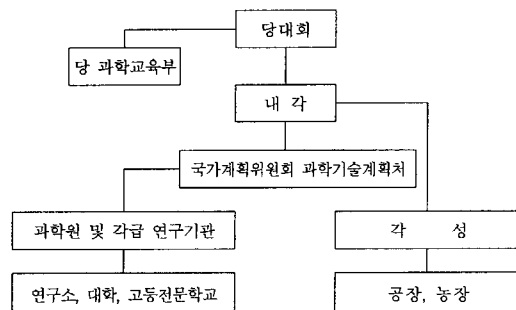 당대회
당 과학교육부
내 각
국가계획위원회 과학기술계획처
과학원 및 각급 연구기관
각 성
연구소, 대학, 고등전문학교
공장, 농장